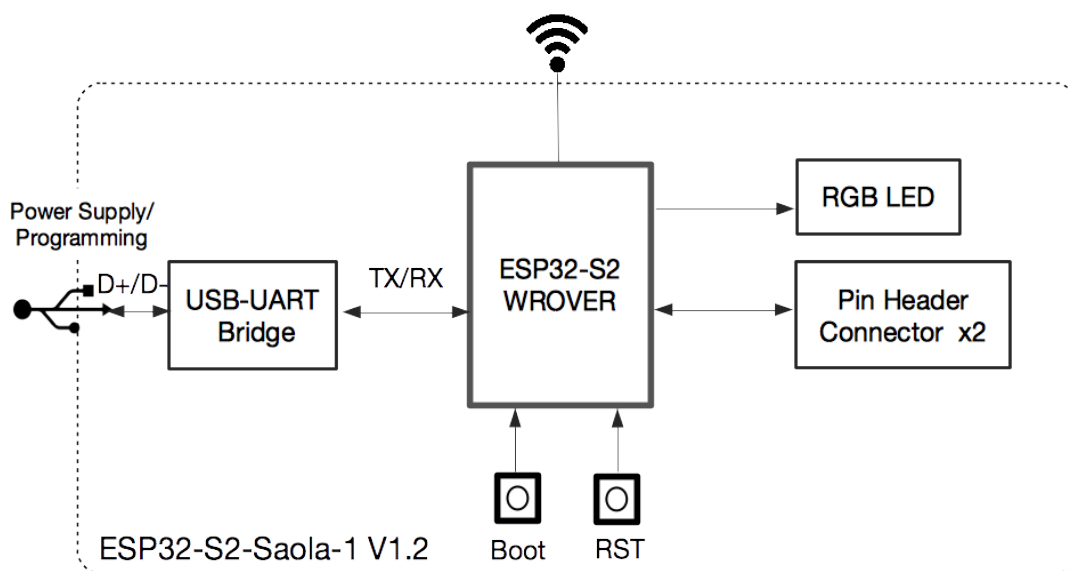 Power Supply/
Programming
D+/D-
USB-UART
Bridge
TX/RX
ESP32-S2
WROVER
RGB LED
Pin Header
Connector x2
Boot
RST
ESP32-S2-Saola-1 V1.2